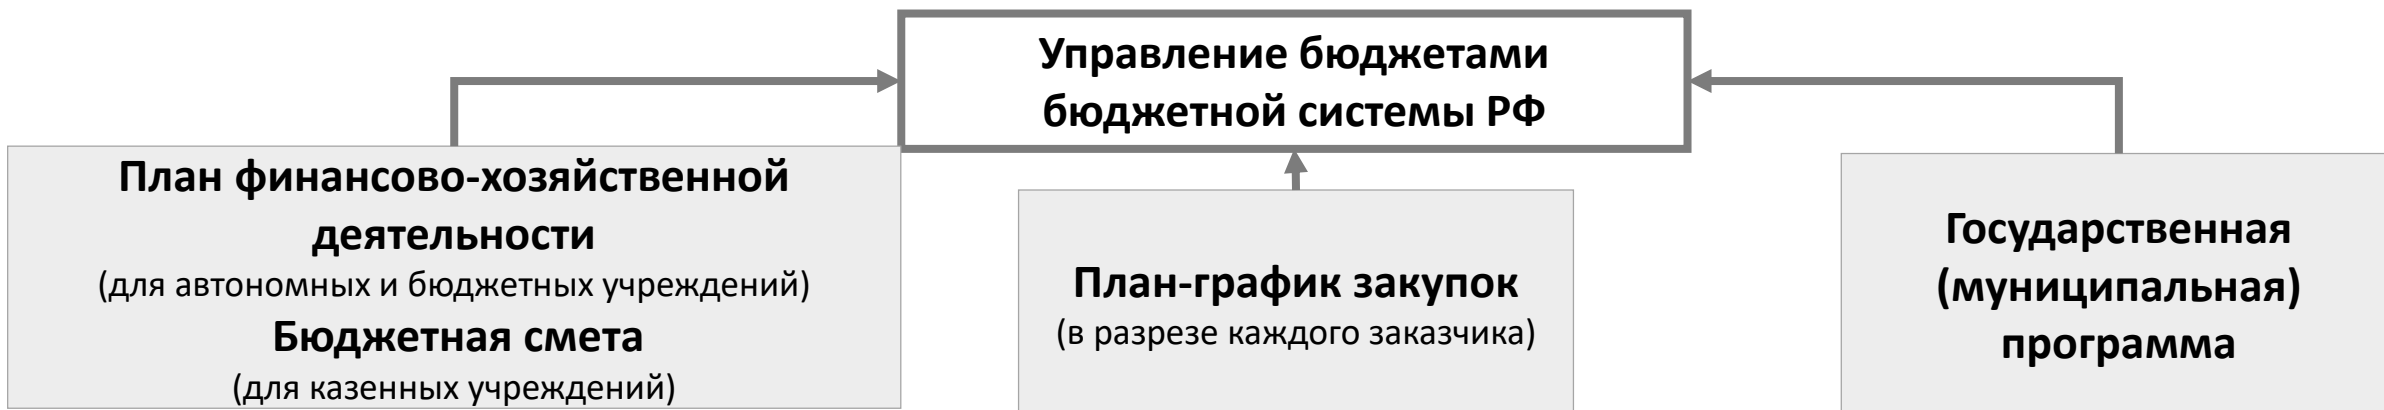 Управление бюджетами
бюджетной системы РФ
План финансово-хозяйственной
деятельности
(для автономных и бюджетных учреждений)
Бюджетная смета
(для казенных учреждений)
План-график закупок
(в разрезе каждого заказчика)
Государственная
(муниципальная)
программа